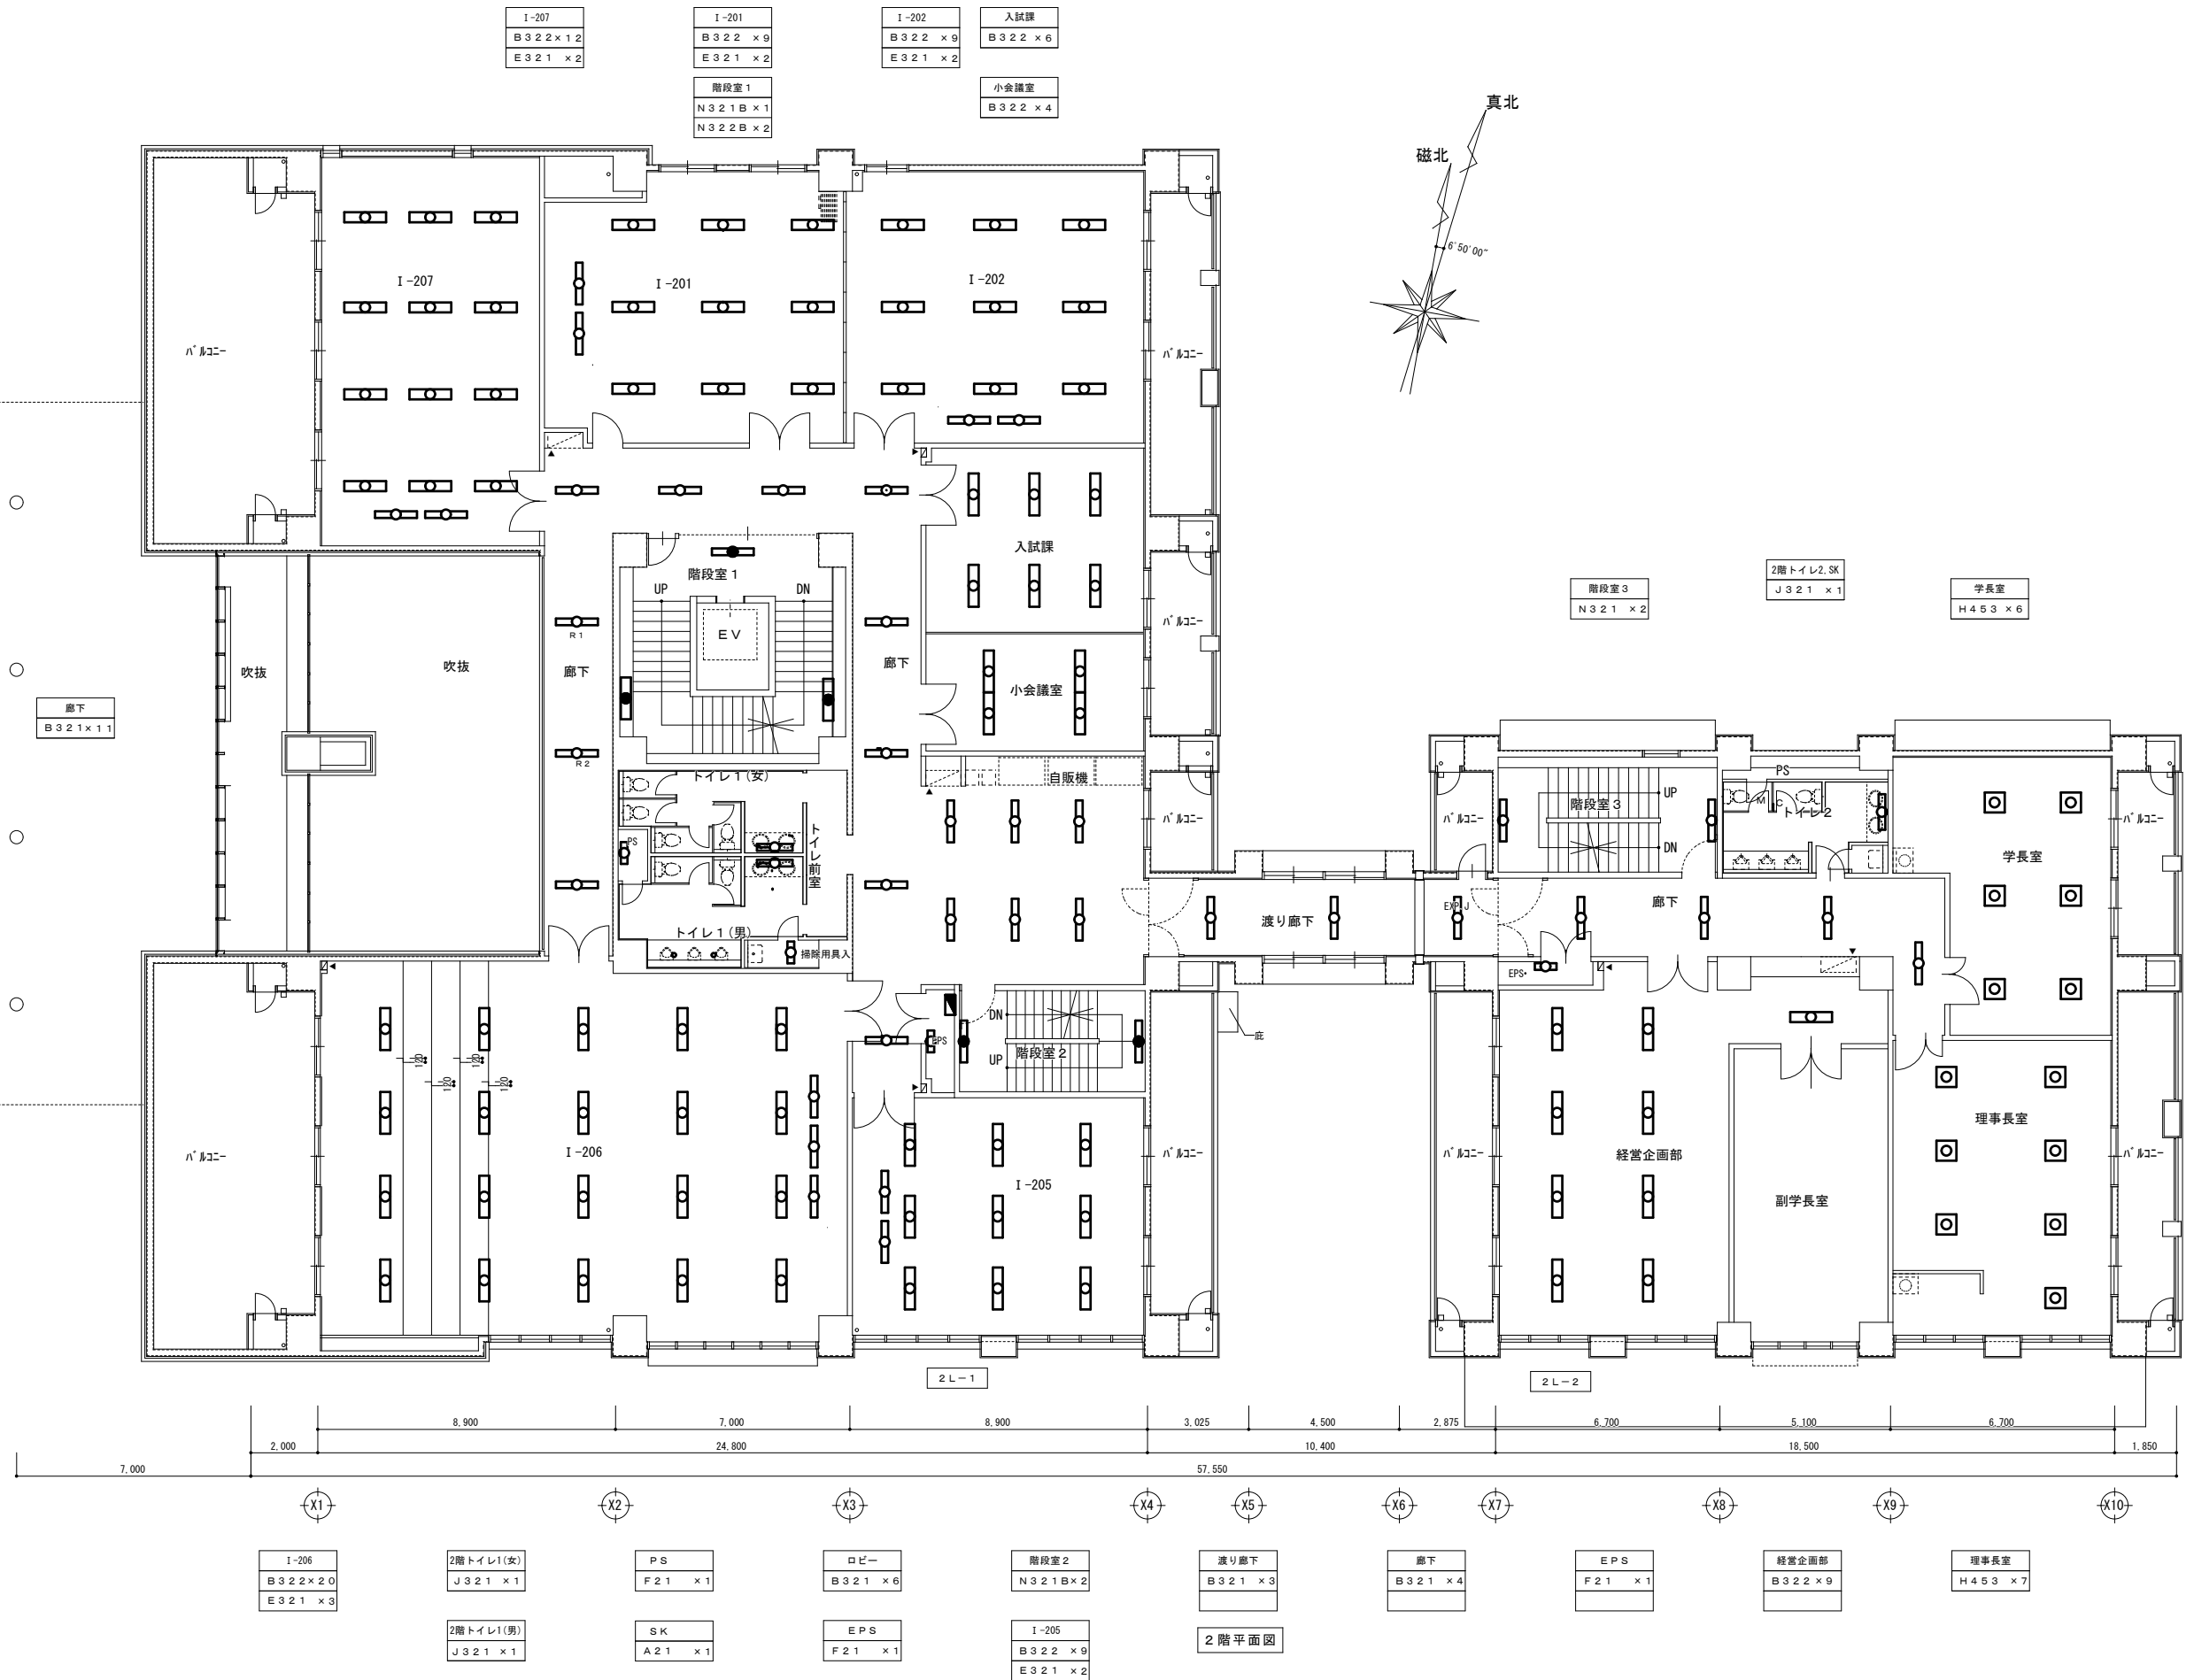 I-207
B322×12
E321 ×2
I-201
B322 ×9
E321 ×2
階段室1
N321B ×1
N322B ×2
I-202
B322 ×9
E321 ×2
入試課
B322 ×6
小会議室
B322 ×4
真北
磁北
6°50'00"
バルコニー
I-207
I-201
I-202
バルコニー
入試課
階段室1
UP
DN
EV
R1
廊下
廊下
バルコニー
小会議室
吹抜
吹抜
廊下
B321×11
R2
トイレ1(女)
自販機
PS
トイレ前室
バルコニー
トイレ1(男)
掃除用具入
階段室3
N321 ×2
2階トイレ2,SK
J321 ×1
学長室
H453 ×6
バルコニー
階段室3
UP
DN
PS
M
C
トイレ2
学長室
バルコニー
渡り廊下
EXP.J
廊下
EPS
DN
UP
階段室2
EPS
庇
120
120
120
120
バルコニー
I-206
I-205
バルコニー
バルコニー
経営企画部
副学長室
理事長室
バルコニー
2L-1
2L-2
8,900
7,000
8,900
3,025
4,500
2,875
6,700
5,100
6,700
2,000
24,800
10,400
18,500
1,850
7,000
57,550
X1
X2
X3
X4
X5
X6
X7
X8
X9
X10
I-206
B322×20
E321 ×3
2階トイレ1(女)
J321 ×1
2階トイレ1(男)
J321 ×1
PS
F21 ×1
SK
A21 ×1
ロビー
B321 ×6
EPS
F21 ×1
階段室2
N321B×2
I-205
B322 ×9
E321 ×2
渡り廊下
B321 ×3
2階平面図
廊下
B321 ×4
EPS
F21 ×1
経営企画部
B322 ×9
理事長室
H453 ×7